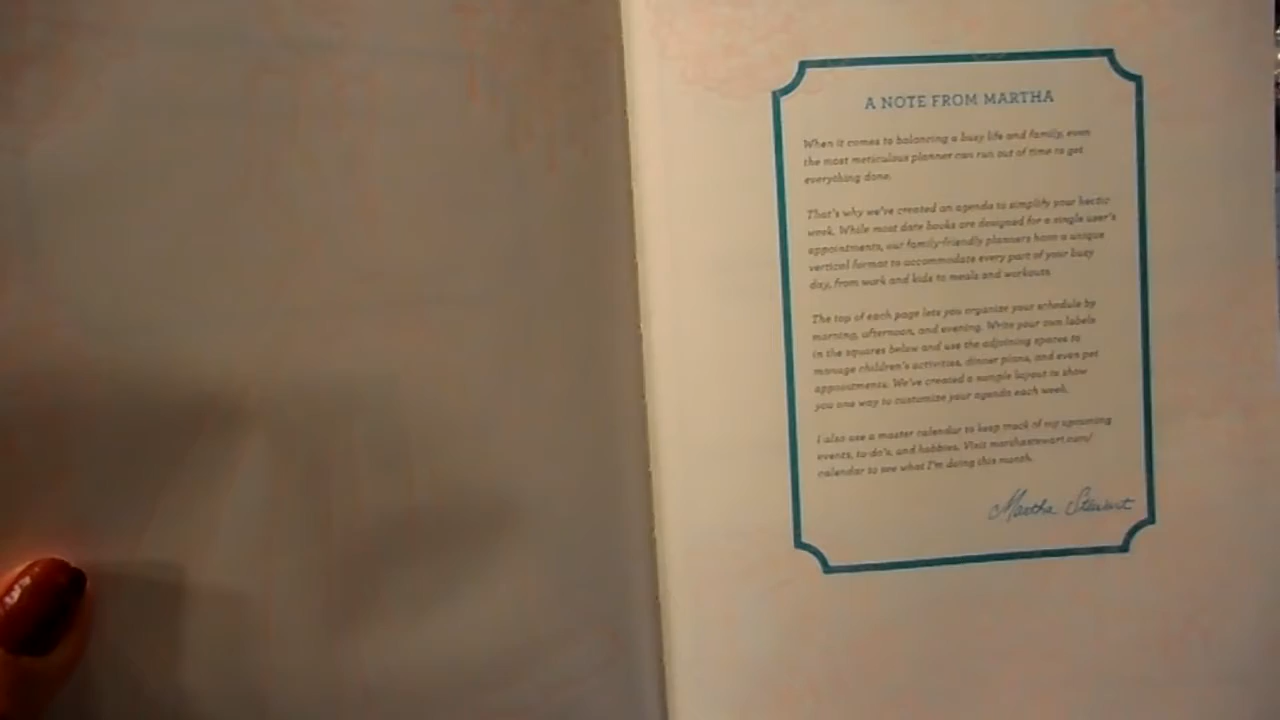 A NOTE FROM MARTHA
When it comes to balancing a busy life and family, even
the most meticulous planner can run out of time to get
everything done.
That's why we've created an agenda to simplify your hectic
week. While most date books are designed for a single user's
appointments, our family-friendly planners have a unique
vertical format to accommodate every part of your busy
day, from work and kids to meals and workouts.
The top of each page lets you organize your schedule by
morning, afternoon, and evening. Write your own labels
in the squares below and use the adjoining spaces to
manage children's activities, dinner plans, and even pet
appointments. We've created a sample layout to show
you one way to customize your agenda each week.
I also use a master calendar to keep track of my upcoming
events, to-do's, and hobbies. Visit marthastewart.com/
calendar to see what I'm doing this month.
Martha Stewart